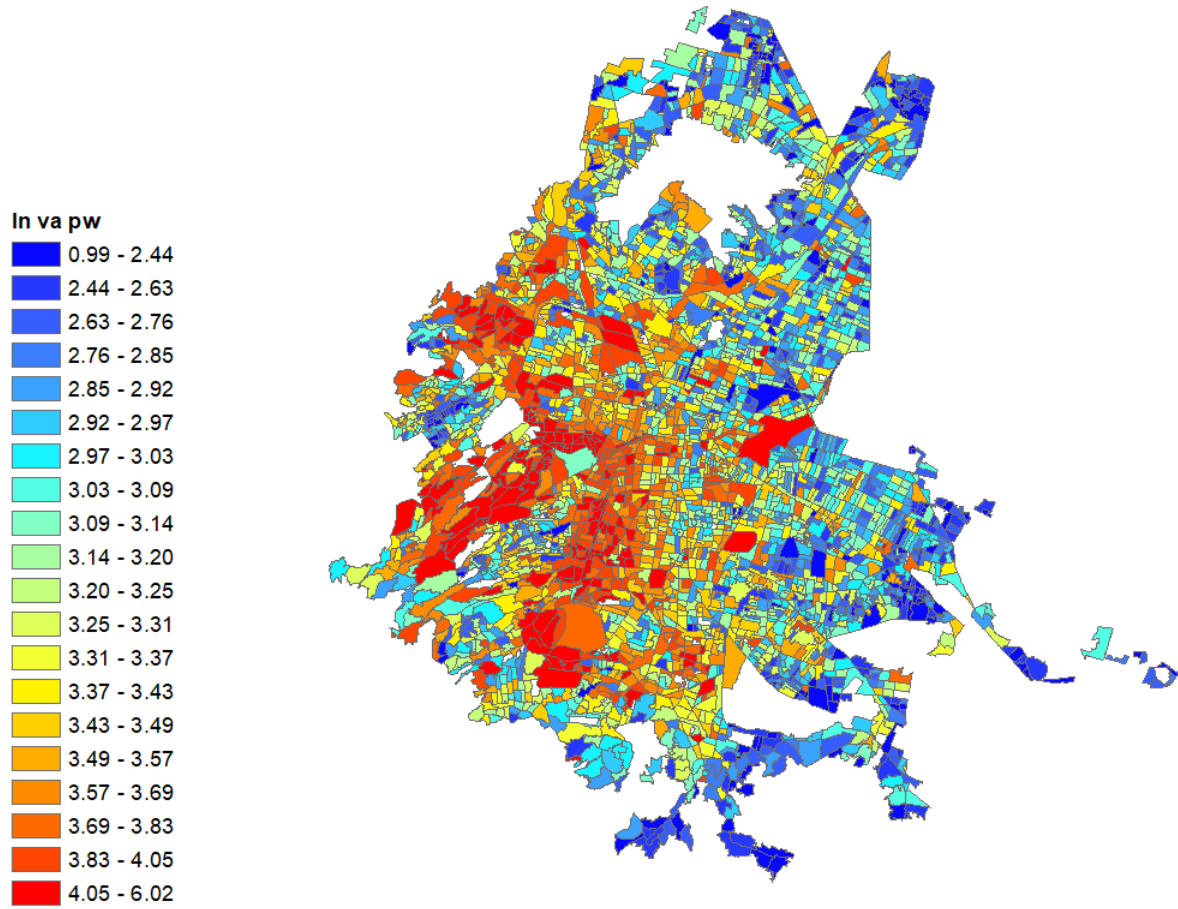 ln va pw
0.99 - 2.44
2.44 - 2.63
2.63 - 2.76
2.76 - 2.85
2.85 - 2.92
2.92 - 2.97
2.97 - 3.03
3.03 - 3.09
3.09 - 3.14
3.14 - 3.20
3.20 - 3.25
3.25 - 3.31
3.31 - 3.37
3.37 - 3.43
3.43 - 3.49
3.49 - 3.57
3.57 - 3.69
3.69 - 3.83
3.83 - 4.05
4.05 - 6.02